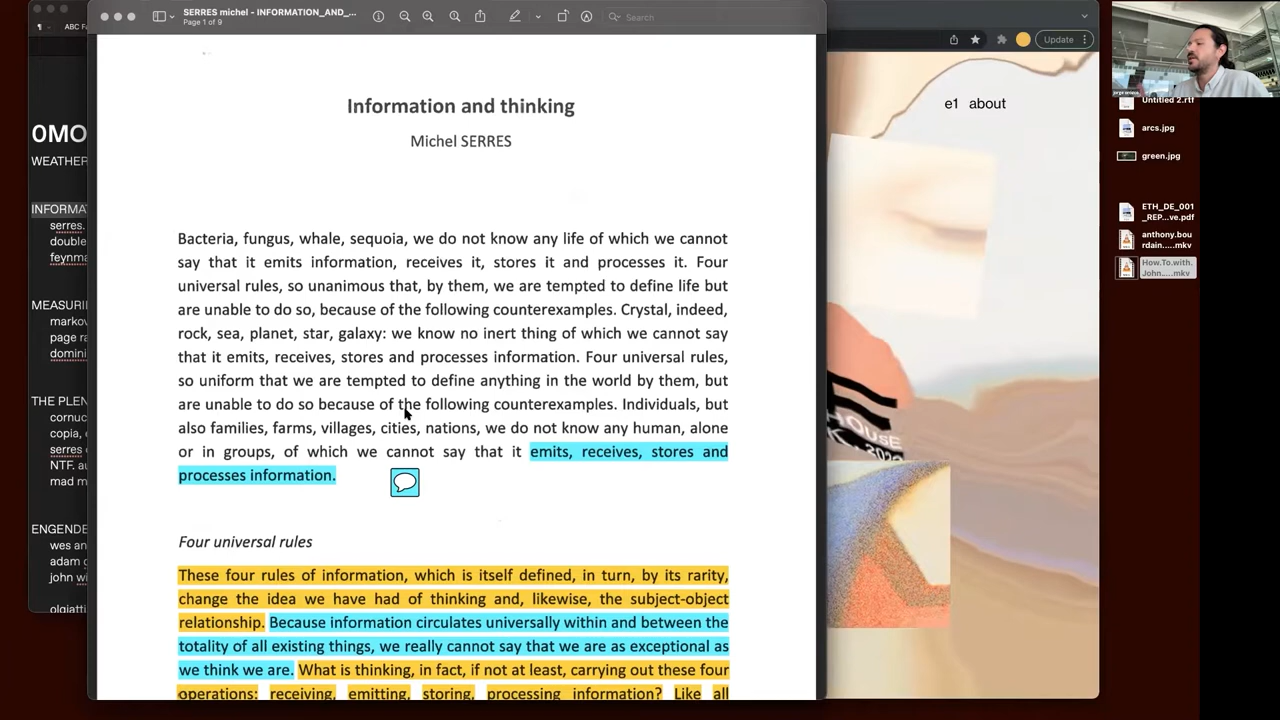 SERRES michel - INFORMATION_AND_...
Page 1 of 9
Search
Update
ABC
0MO
WEATHER
INFORMA
serres.
double
feynma
MEASURI
markov
page ra
domini
THE PLEN
cornuc
copia,
serres
NTF. au
mad m
ENGENDE
wes an
adam c
john wi
olgiatti
Information and thinking
Michel SERRES
Bacteria, fungus, whale, sequoia, we do not know any life of which we cannot
say that it emits information, receives it, stores it and processes it. Four
universal rules, so unanimous that, by them, we are tempted to define life but
are unable to do so, because of the following counterexamples. Crystal, indeed,
rock, sea, planet, star, galaxy: we know no inert thing of which we cannot say
that it emits, receives, stores and processes information. Four universal rules,
so uniform that we are tempted to define anything in the world by them, but
are unable to do so because of the following counterexamples. Individuals, but
also families, farms, villages, cities, nations, we do not know any human, alone
or in groups, of which we cannot say that it emits, receives, stores and
processes information.
Four universal rules
These four rules of information, which is itself defined, in turn, by its rarity,
change the idea we have had of thinking and, likewise, the subject-object
relationship. Because information circulates universally within and between the
totality of all existing things, we really cannot say that we are as exceptional as
we think we are. What is thinking, in fact, if not at least, carrying out these four
operations: receiving, emitting, storing, processing information? Like all
e1 about
HOUSE
Untitled 2.rtf
arcs.jpg
green.jpg
ETH_DE_001
_REP...ve.pdf
anthony.bou
rdain...mkv
How.To.with.
John.....mkv